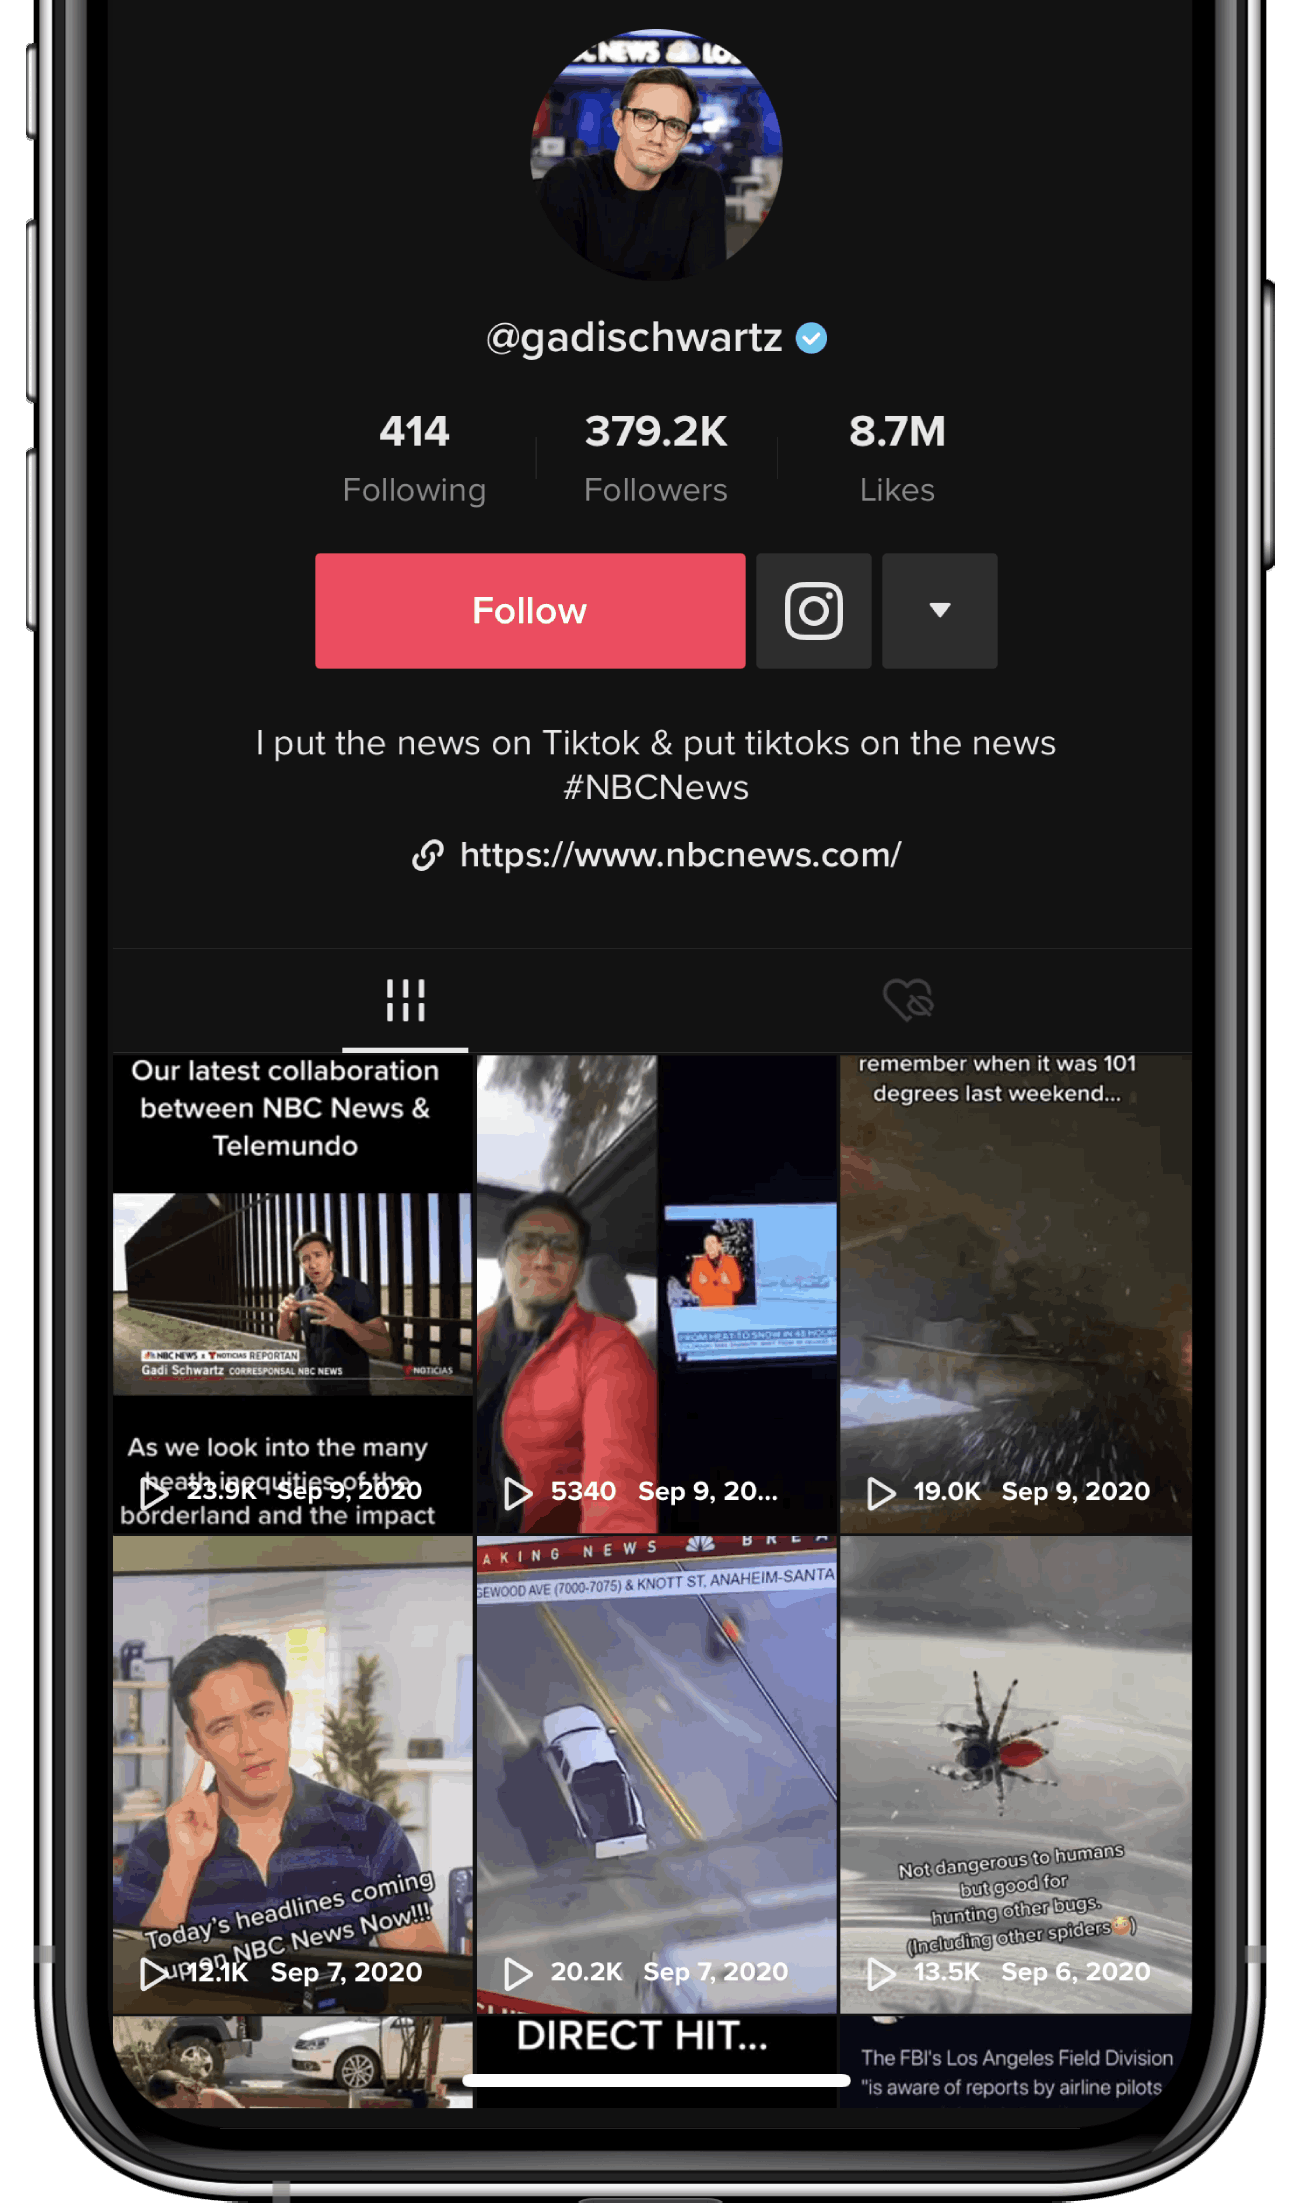 @gadischwartz
414
Following
379.2K
Followers
8.7M
Likes
Follow
I put the news on Tiktok & put tiktoks on the news
#NBCNews
https://www.nbcnews.com/
Our latest collaboration
between NBC News &
Telemundo
NBC NEWS x NOTICIAS REPORTAN
Gadi Schwartz CORRESPONSAL NBC NEWS
NOTICIAS
As we look into the many
heath inequities of the
23.9K Sep 9, 2020
borderland and the impact
FROM HEAT TO SNOW IN 48 HOUR
5340 Sep 9, 20...
remember when it was 101
degrees last weekend...
19.0K Sep 9, 2020
Today's headlines coming
up on NBC News Now!!!
12.1K Sep 7, 2020
AKING NEWS BREA
GEWOOD AVE (7000-7075) & KNOTT ST, ANAHEIM-SANTA
20.2K Sep 7, 2020
Not dangerous to humans
but good for
hunting other bugs.
(Including other spiders)
13.5K Sep 6, 2020
DIRECT HIT...
The FBI's Los Angeles Field Division
"is aware of reports by airline pilots